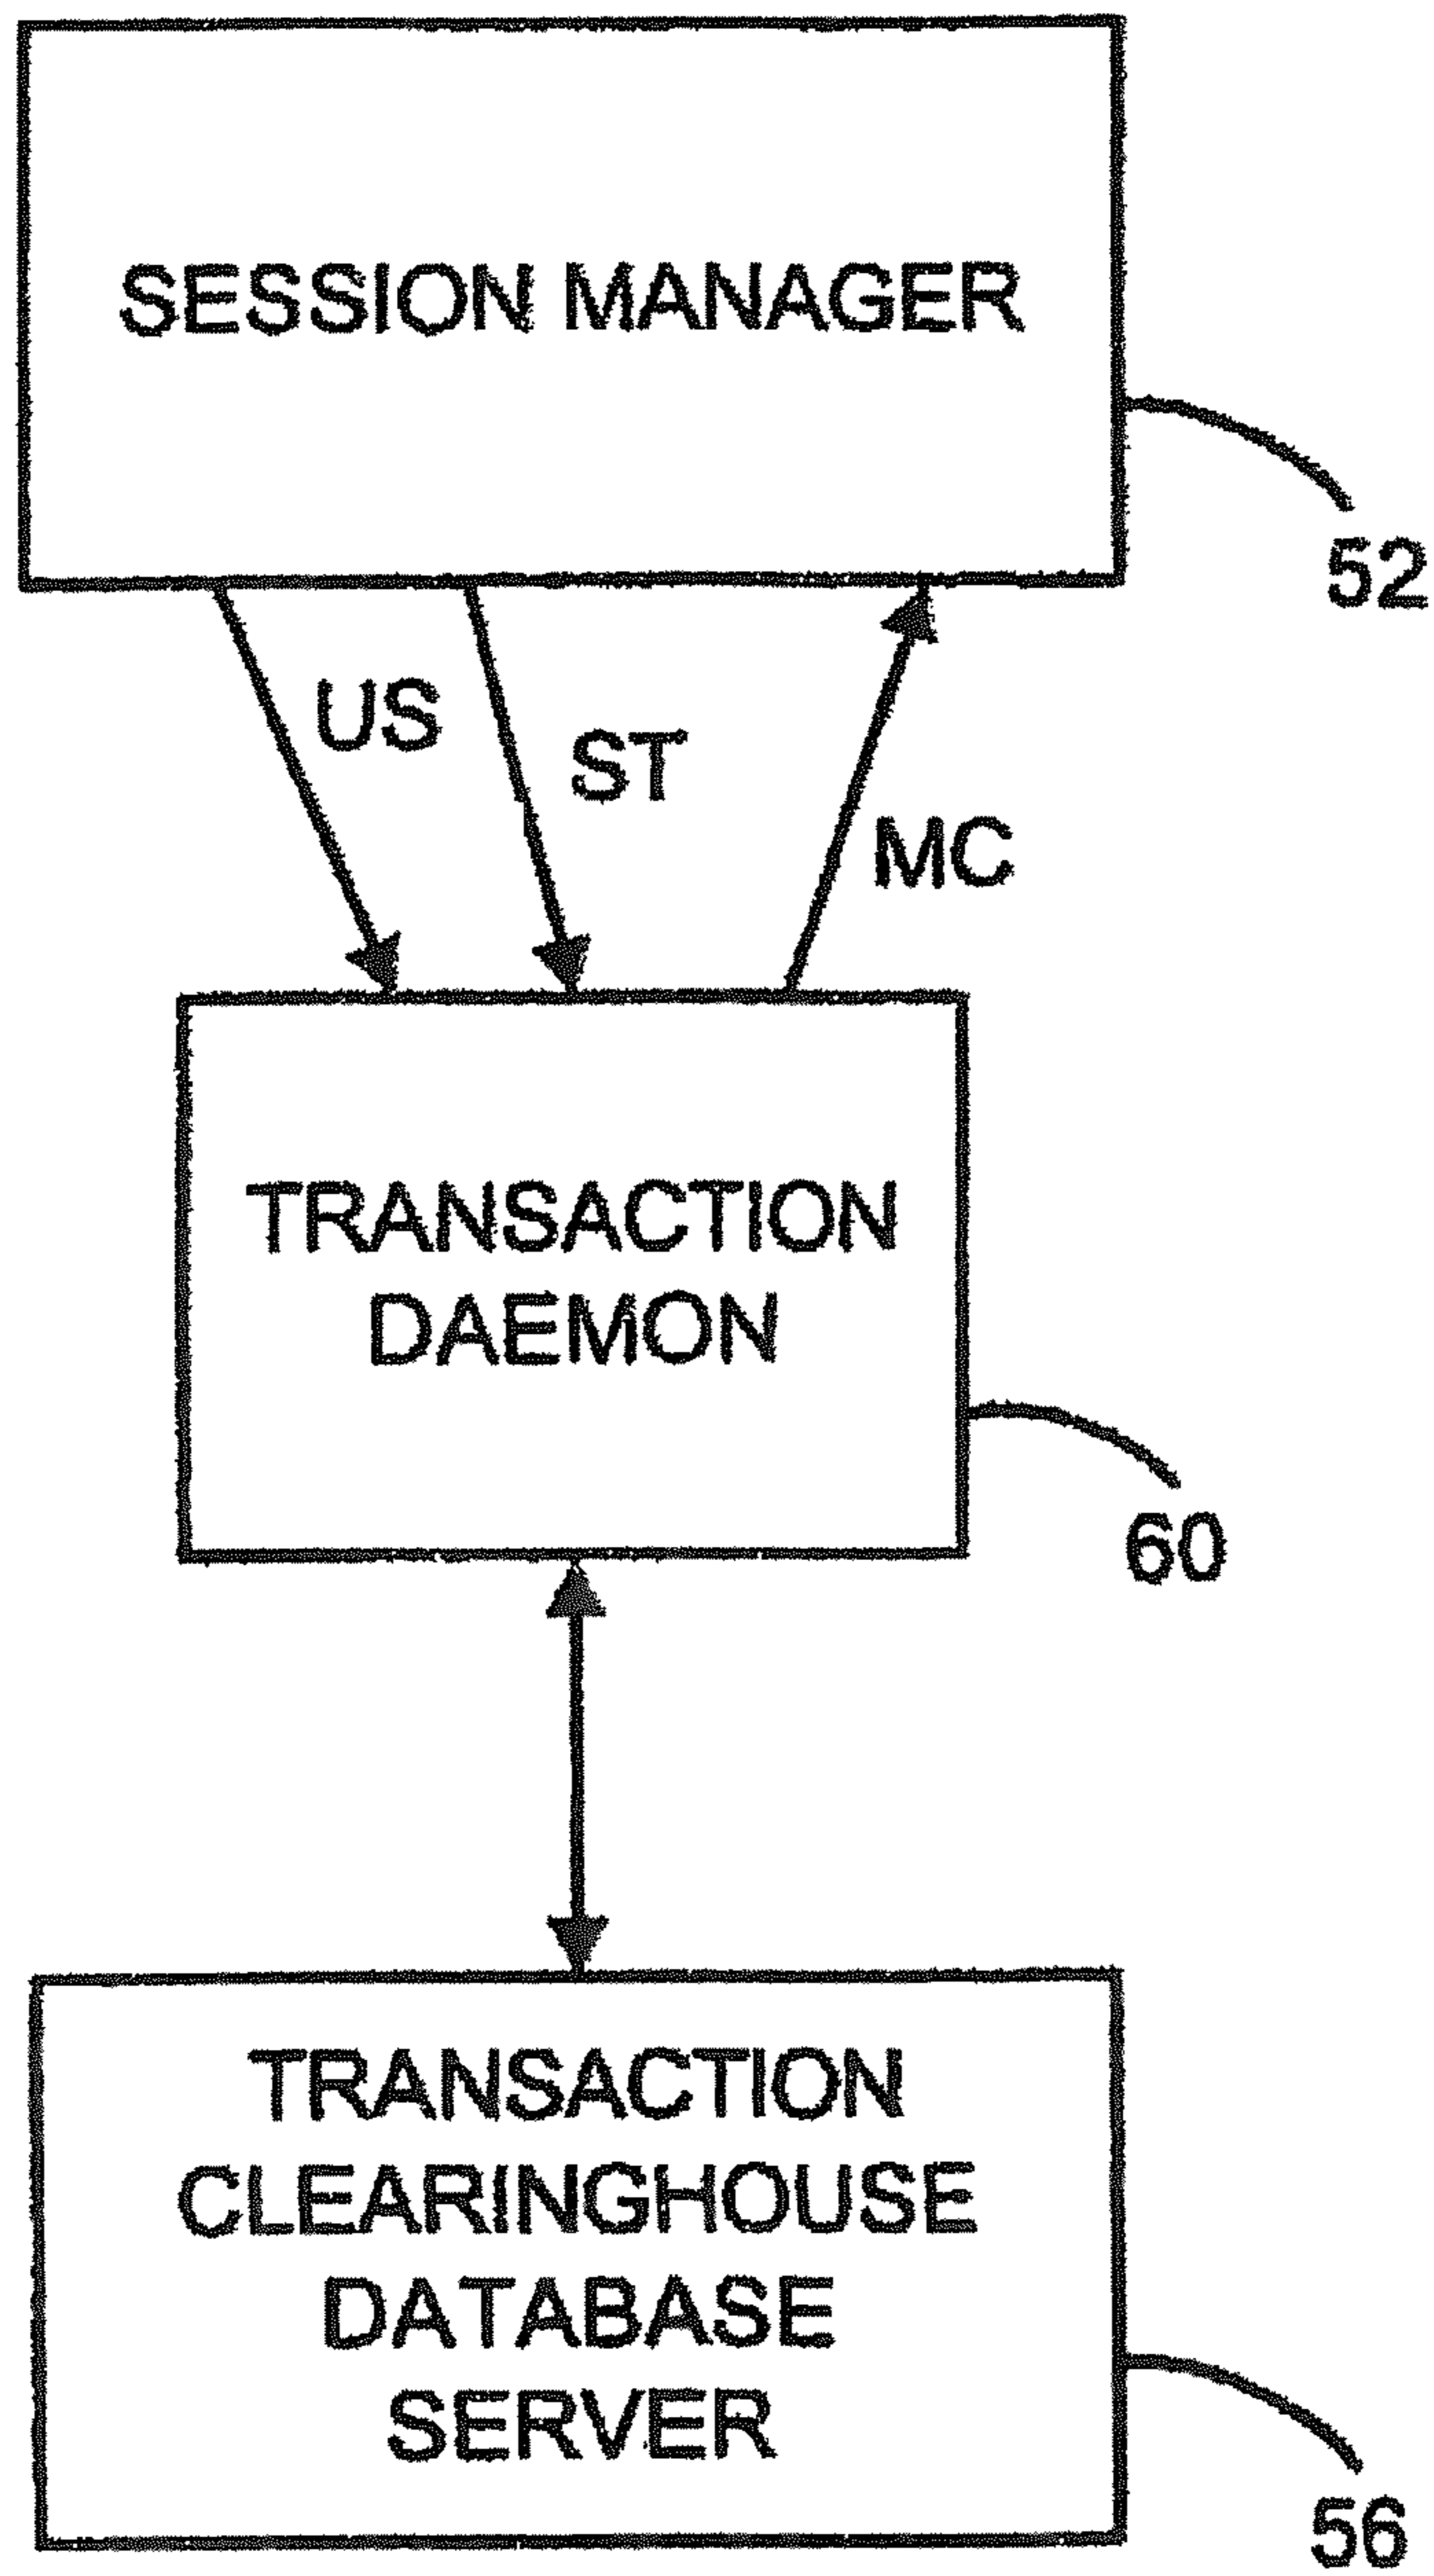 SESSION MANAGER
52
US
ST
MC
TRANSACTION
DAEMON
60
TRANSACTION
CLEARINGHOUSE
DATABASE
SERVER
56